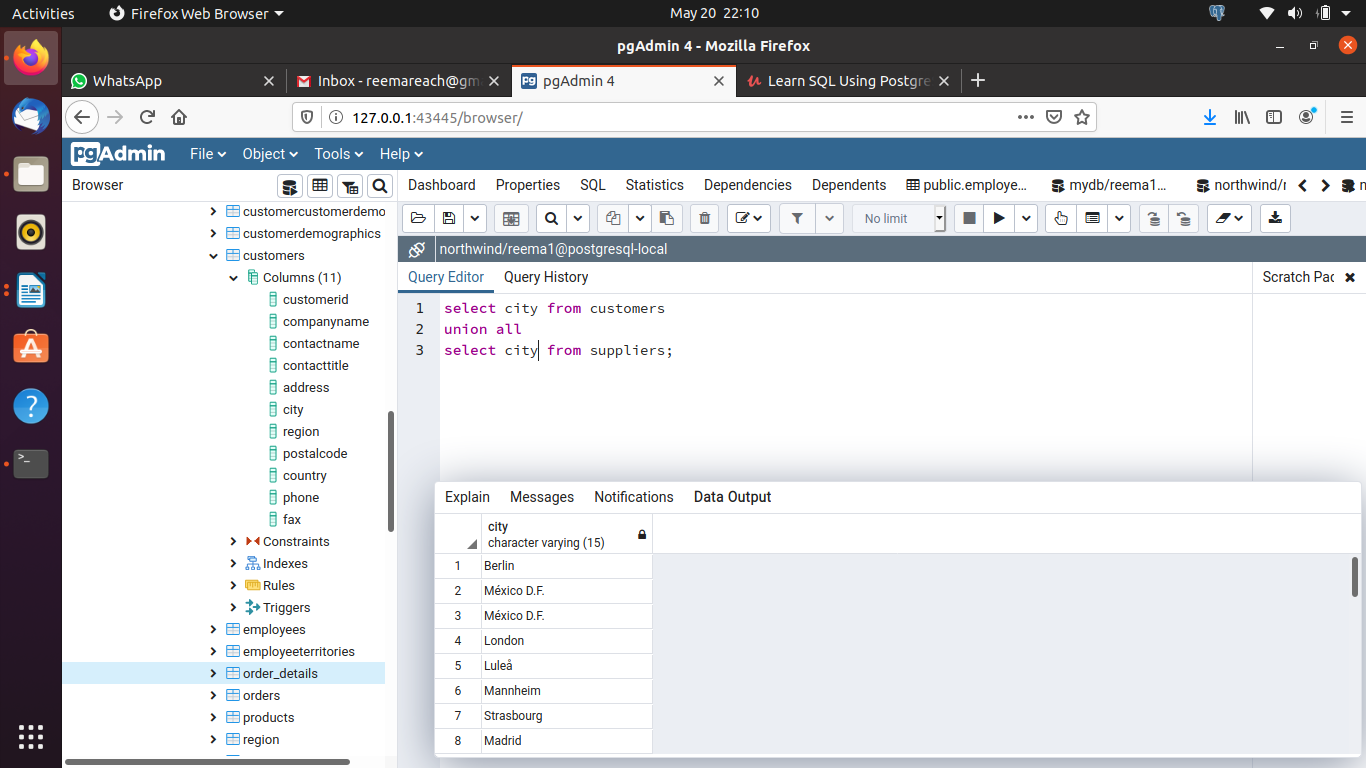 Activities Firefox Web Browser May 20 22:10
pgAdmin 4 - Mozilla Firefox
WhatsApp Inbox - reemareach@gm pgAdmin 4 Learn SQL Using Postgre
127.0.0.1:43445/browser/
pgAdmin File Object Tools Help
Browser
Dashboard Properties SQL Statistics Dependencies Dependents public.employe... mydb/reema1...
northwind/r
No limit
northwind/reema1@postgresql-local
customercustomerdemo
customerdemographics
customers
Columns (11)
customerid
companyname
contactname
contacttitle
address
city
region
postalcode
country
phone
fax
Constraints
Indexes
Rules
Triggers
employees
employeeterritories
order_details
orders
products
region
Query Editor Query History
Scratch Pac
1 select city from customers
2 union all
3 select city from suppliers;
Explain Messages Notifications Data Output
city
character varying (15)
1 Berlin
2 México D.F.
3 México D.F.
4 London
5 Luleå
6 Mannheim
7 Strasbourg
8 Madrid